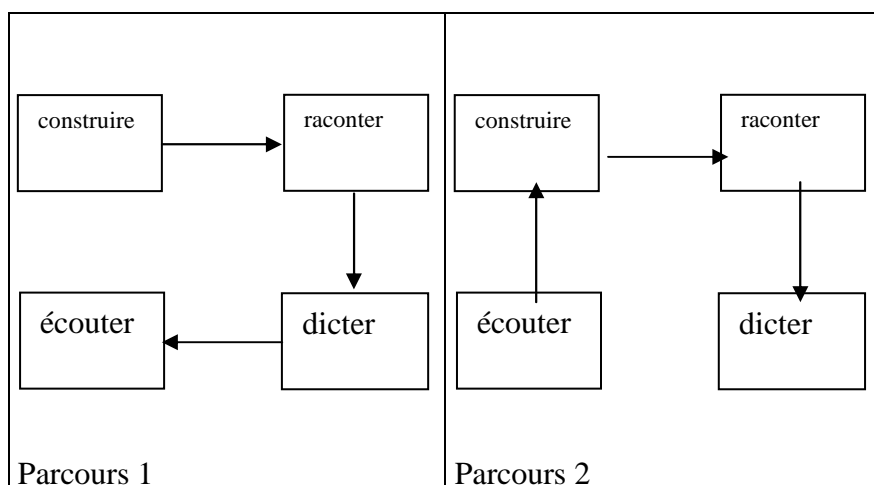 construire
raconter
écouter
dicter
Parcours 1
construire
raconter
écouter
dicter
Parcours 2